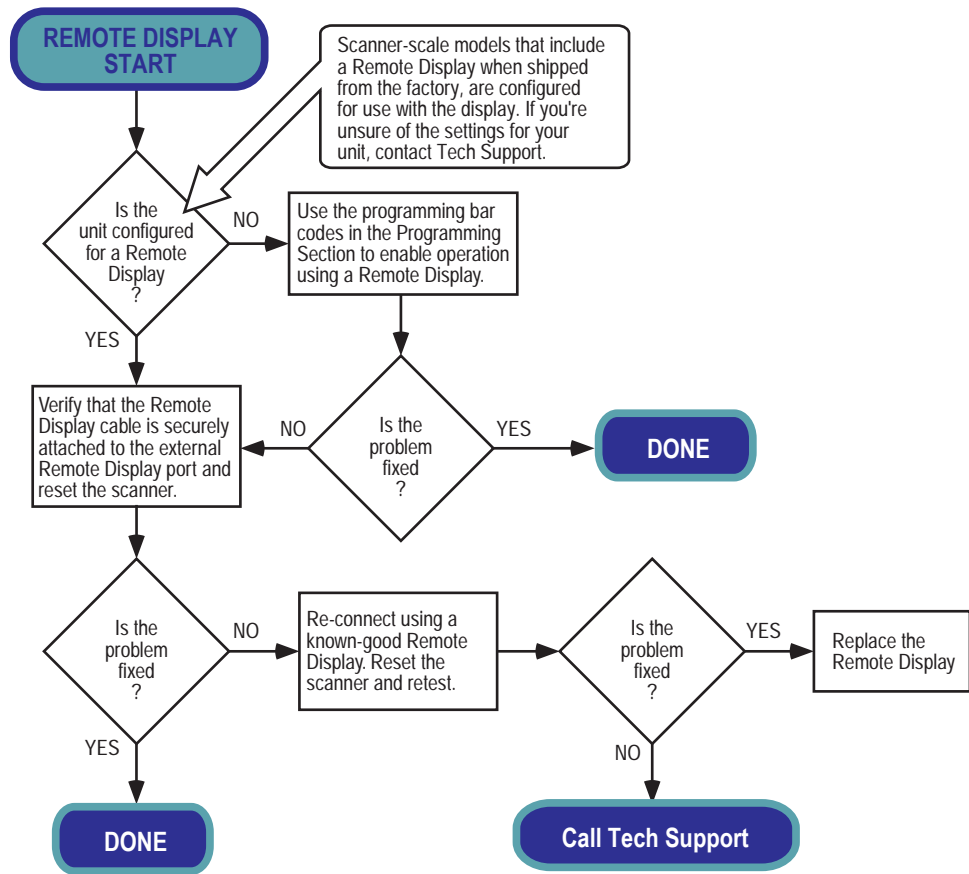 REMOTE DISPLAY
START
Scanner-scale models that include
a Remote Display when shipped
from the factory, are configured
for use with the display. If you're
unsure of the settings for your
unit, contact Tech Support.
Is the
unit configured
for a Remote
Display
?
NO
Use the programming bar
codes in the Programming
Section to enable operation
using a Remote Display.
YES
Verify that the Remote
Display cable is securely
attached to the external
Remote Display port and
reset the scanner.
NO
Is the
problem
fixed
?
YES
DONE
Is the
problem
fixed
?
NO
Re-connect using a
known-good Remote
Display. Reset the
scanner and retest.
Is the
problem
fixed
?
YES
Replace the
Remote Display
YES
NO
DONE
Call Tech Support